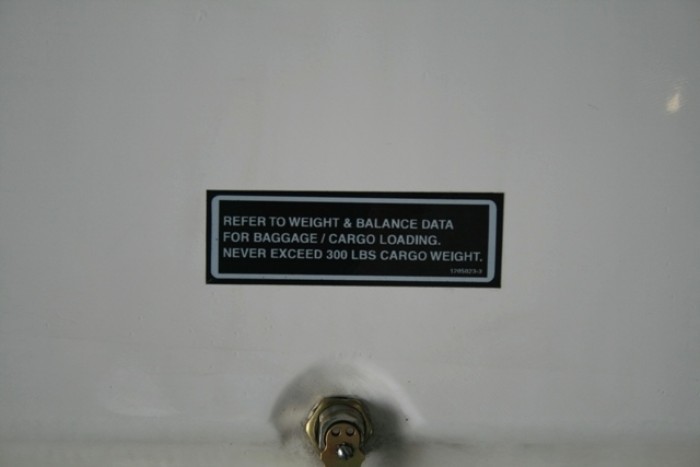 REFER TO WEIGHT & BALANCE DATA
FOR BAGGAGE / CARGO LOADING.
NEVER EXCEED 300 LBS CARGO WEIGHT.